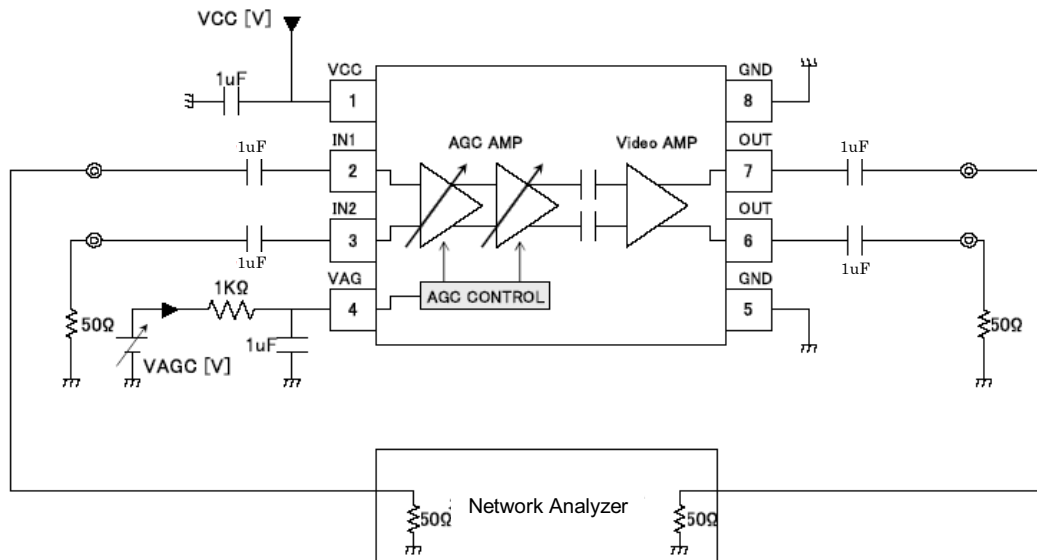 VCC [V]
1uF
VCC
1
GND
8
1uF
IN1
2
AGC AMP
Video AMP
OUT
7
1uF
IN2
3
1uF
OUT
6
1uF
VAG
4
AGC CONTROL
GND
5
1KΩ
50Ω
VAGC [V]
1uF
50Ω
Network Analyzer
50Ω
50Ω